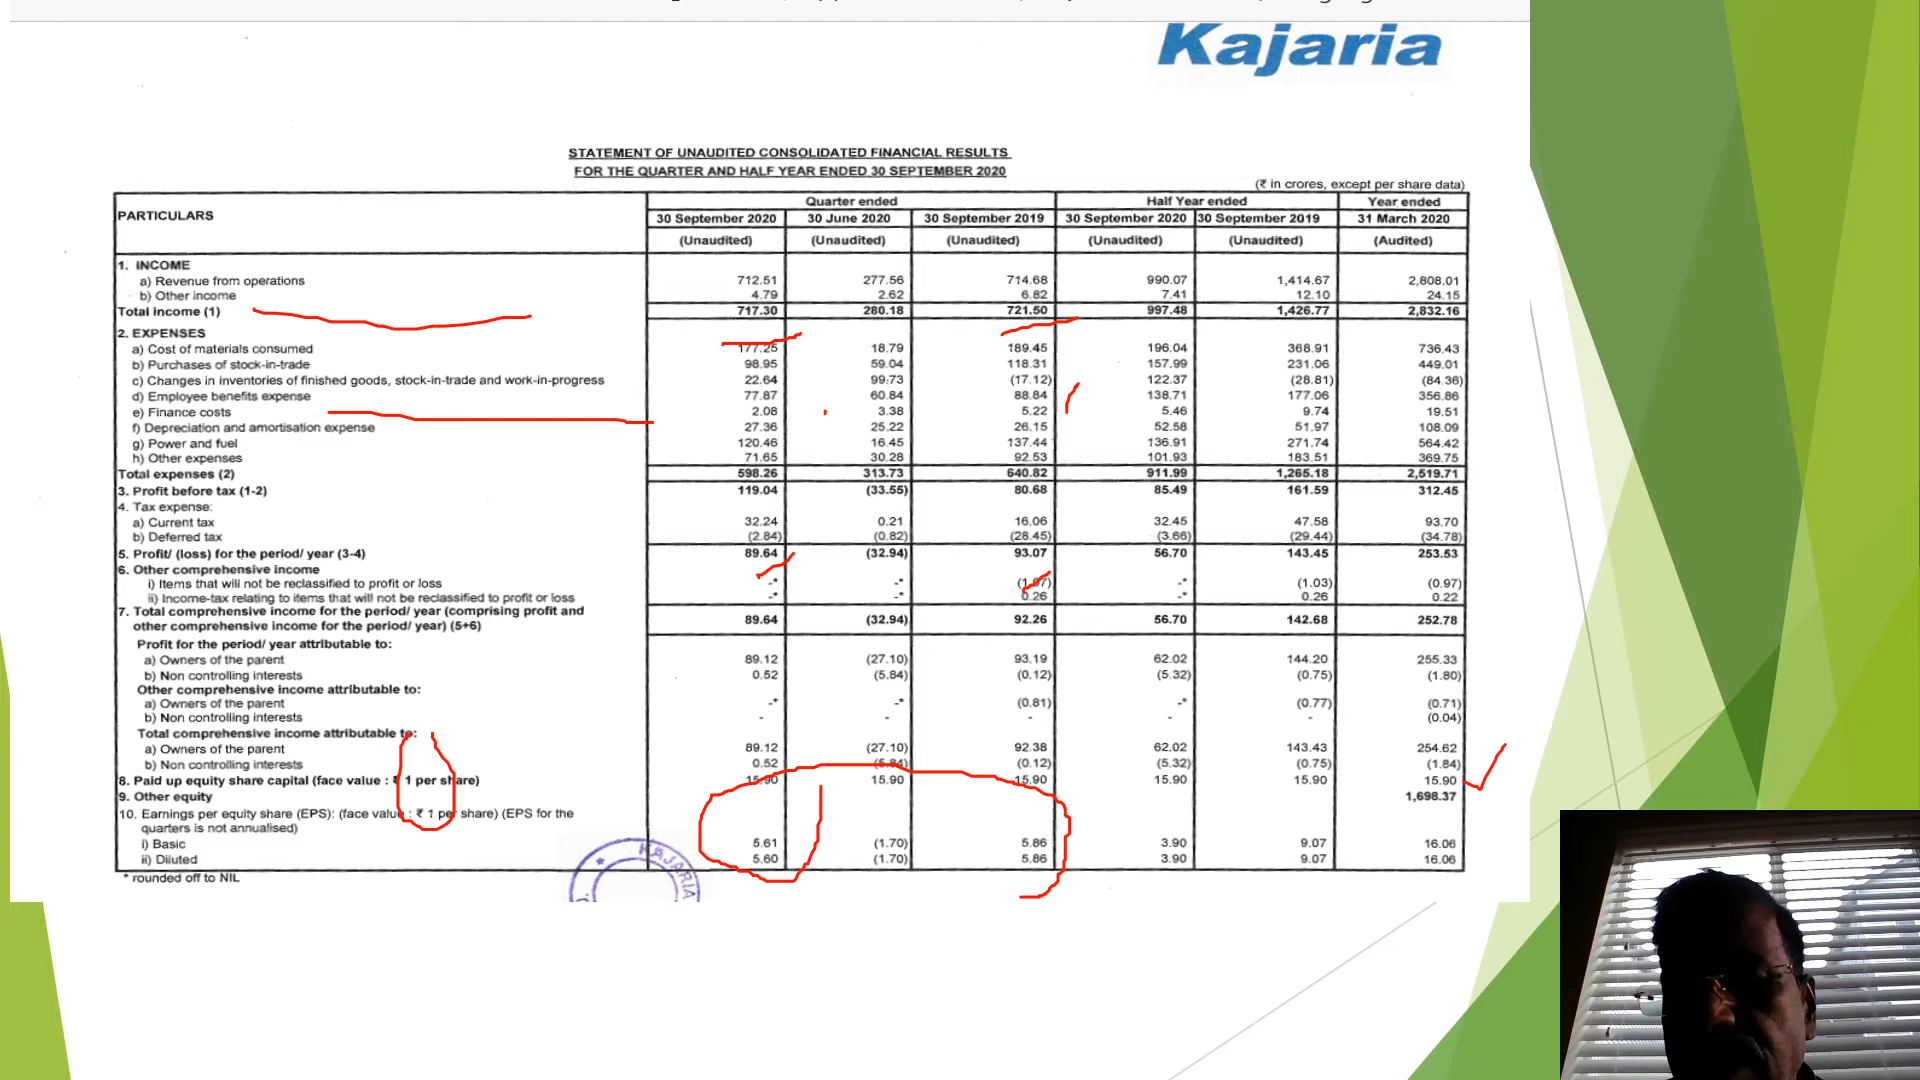 Kajaria
STATEMENT OF UNAUDITED CONSOLIDATED FINANCIAL RESULTS
FOR THE QUARTER AND HALF YEAR ENDED 30 SEPTEMBER 2020
(₹ in crores, except per share data)
PARTICULARS Quarter ended Half Year ended Year ended
30 September 2020 30 June 2020 30 September 2019 30 September 2020 30 September 2019 31 March 2020
(Unaudited) (Unaudited) (Unaudited) (Unaudited) (Unaudited) (Audited)
1. INCOME
a) Revenue from operations 712.51 277.56 714.68 990.07 1,414.67 2,808.01
b) Other income 4.79 2.62 6.82 7.41 12.10 24.15
Total income (1) 717.30 280.18 721.50 997.48 1,426.77 2,832.16
2. EXPENSES
a) Cost of materials consumed 177.25 18.79 189.45 196.04 368.91 736.43
b) Purchases of stock-in-trade 98.95 59.04 118.31 157.99 231.06 449.01
c) Changes in inventories of finished goods, stock-in-trade and work-in-progress 22.64 99.73 (17.12) 122.37 (28.81) (84.36)
d) Employee benefits expense 77.87 60.84 88.84 138.71 177.06 356.86
e) Finance costs 2.08 3.38 5.22 5.46 9.74 19.51
f) Depreciation and amortisation expense 27.36 25.22 26.15 52.58 51.97 108.09
g) Power and fuel 120.46 16.45 137.44 136.91 271.74 564.42
h) Other expenses 71.65 30.28 92.53 101.93 183.51 369.75
Total expenses (2) 598.26 313.73 640.82 911.99 1,265.18 2,519.71
3. Profit before tax (1-2) 119.04 (33.55) 80.68 85.49 161.59 312.45
4. Tax expense:
a) Current tax 32.24 0.21 16.06 32.45 47.58 93.70
b) Deferred tax (2.84) (0.82) (28.45) (3.66) (29.44) (34.78)
5. Profit/ (loss) for the period/ year (3-4) 89.64 (32.94) 93.07 56.70 143.45 253.53
6. Other comprehensive income
i) Items that will not be reclassified to profit or loss -* -* -* (1.03) (0.97)
ii) Income-tax relating to items that will not be reclassified to profit or loss -* -* 0.26 -* 0.26 0.22
7. Total comprehensive income for the period/ year (comprising profit and
other comprehensive income for the period/ year) (5+6) 89.64 (32.94) 92.26 56.70 142.68 252.78
Profit for the period/ year attributable to:
a) Owners of the parent 89.12 (27.10) 93.19 62.02 144.20 255.33
b) Non controlling interests 0.52 (5.84) (0.12) (5.32) (0.75) (1.80)
Other comprehensive income attributable to:
a) Owners of the parent -* -* (0.81) -* (0.77) (0.71)
b) Non controlling interests - - - - - (0.04)
Total comprehensive income attributable to:
a) Owners of the parent 89.12 (27.10) 92.38 62.02 143.43 254.62
b) Non controlling interests 0.52 (5.84) (0.12) (5.32) (0.75) (1.84)
8. Paid up equity share capital (face value : ₹ 1 per share) 15.90 15.90 15.90 15.90 15.90 15.90
9. Other equity 1,698.37
10. Earnings per equity share (EPS): (face value : ₹ 1 per share) (EPS for the
quarters is not annualised)
i) Basic 5.61 (1.70) 5.86 3.90 9.07 16.06
ii) Diluted 5.60 (1.70) 5.86 3.90 9.07 16.06
* rounded off to NIL
KAJARIA